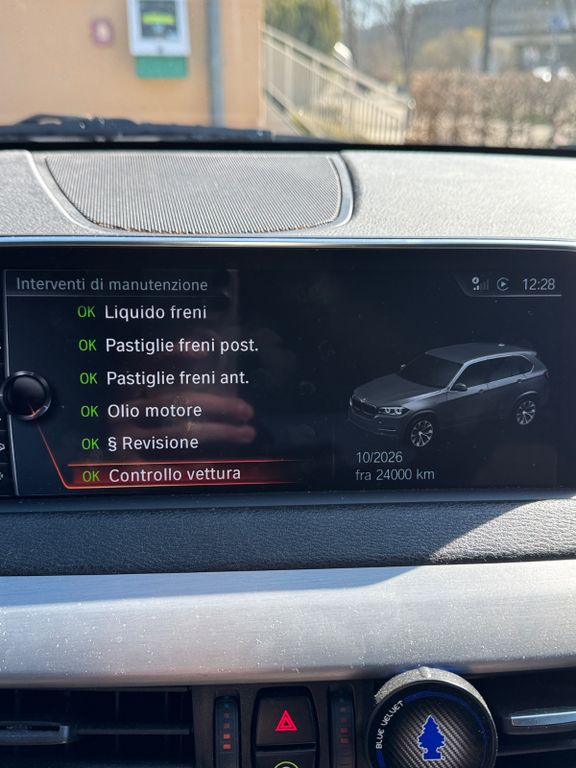 Interventi di manutenzione
12:28
OK Liquido freni
OK Pastiglie freni post.
OK Pastiglie freni ant.
OK Olio motore
OK § Revisione
OK Controllo vettura
10/2026
fra 24000 km
BLUE VELVET